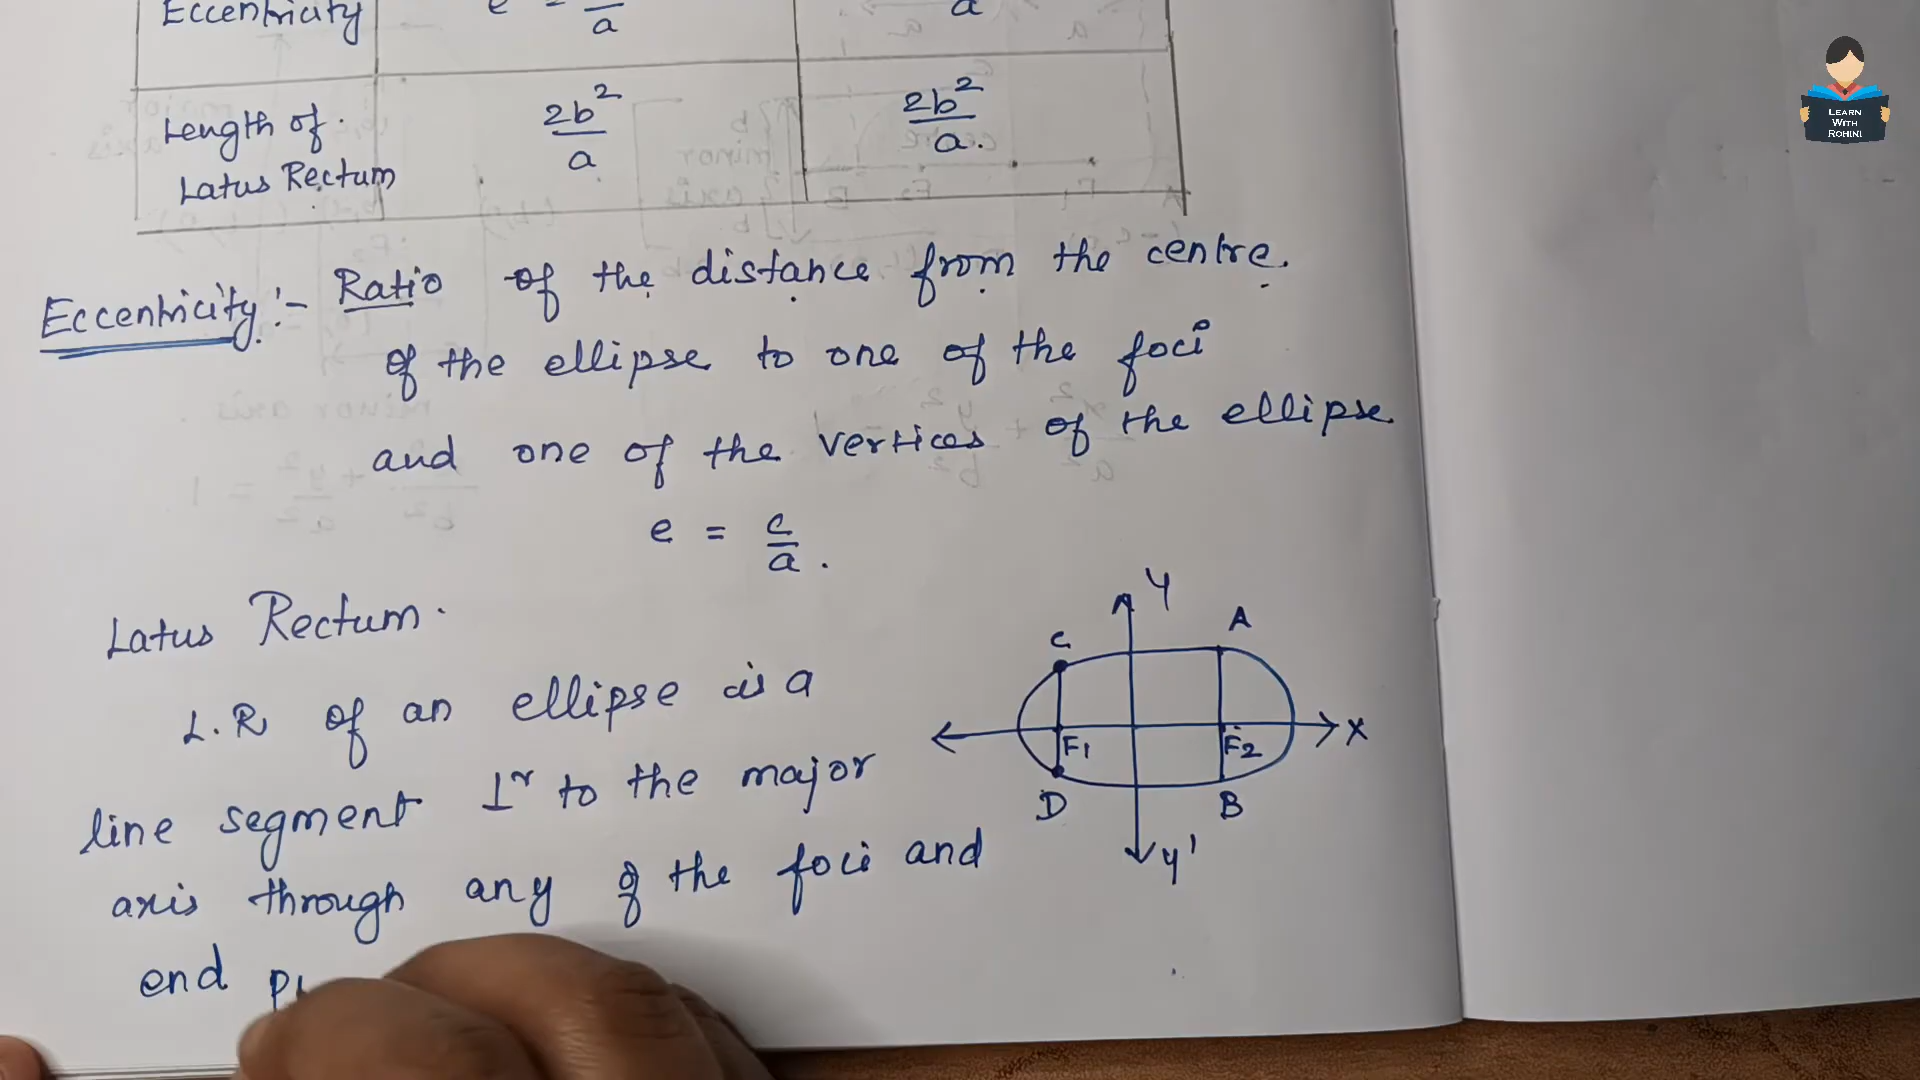 Eccentricity e = — a a
Length of.
Latus Rectum
2b²
a
2b²
a.
Eccentricity :- Ratio of the distance from the centre.
of the ellipse to one of the foci
and one of the vertices of the ellipse
e = c/a .
Latus Rectum.
L.R of an ellipse is a
line segment ⊥r to the major
axis through any of the foci and
end
Y
A
C
F1
F2
X
D
B
Y'
LEARN
WITH
ROHINI